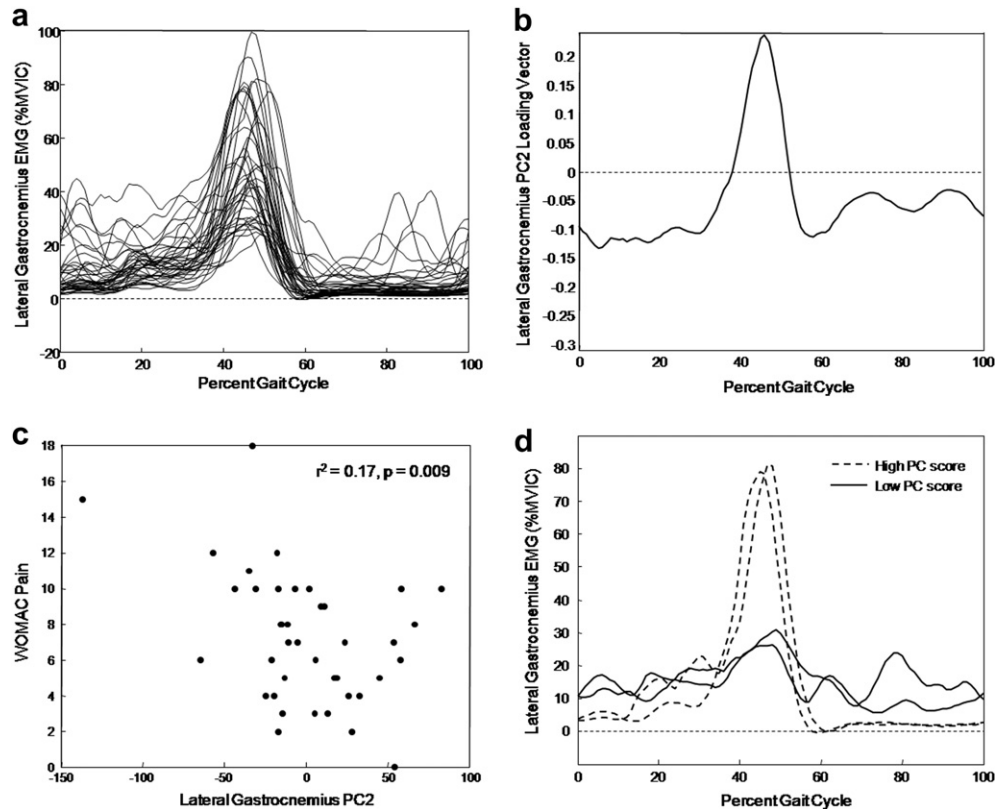 a
Lateral Gastrocnemius EMG (%MVIC)
100
80
60
40
20
0
-20
0 20 40 60 80 100
Percent Gait Cycle
b
Lateral Gastrocnemius PC2 Loading Vector
0.2
0.15
0.1
0.05
0
-0.05
-0.1
-0.15
-0.2
-0.25
-0.3
0 20 40 60 80 100
Percent Gait Cycle
c
WOMAC Pain
18
16
14
12
10
8
6
4
2
0
r² = 0.17, p = 0.009
-150 -100 -50 0 50 100
Lateral Gastrocnemius PC2
d
Lateral Gastrocnemius EMG (%MVIC)
80
70
60
50
40
30
20
10
0
High PC score
Low PC score
0 20 40 60 80 100
Percent Gait Cycle